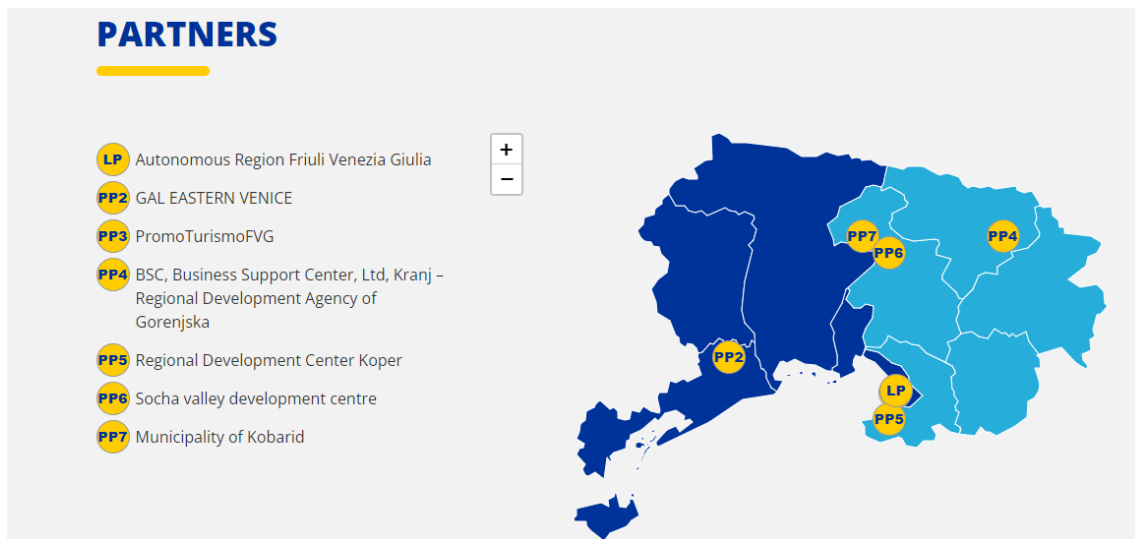 PARTNERS
LP Autonomous Region Friuli Venezia Giulia
PP2 GAL EASTERN VENICE
PP3 PromoTurismoFVG
PP4 BSC, Business Support Center, Ltd, Kranj –
Regional Development Agency of
Gorenjska
PP5 Regional Development Center Koper
PP6 Socha valley development centre
PP7 Municipality of Kobarid
+
−
PP7
PP6
PP4
PP2
LP
PP5